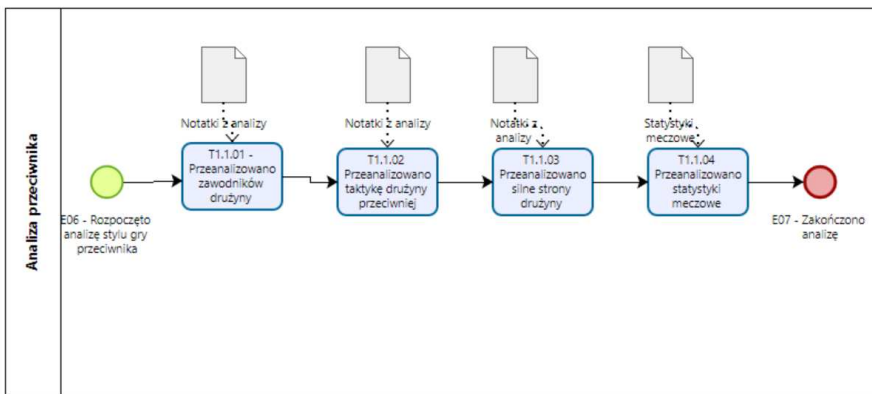 Analiza przeciwnika
Notatki z analizy
Notatki z analizy
Notatki z
analizy
Statystyki
meczowe
T1.1.01 -
Przeanalizowano
zawodników
drużyny
T1.1.02
Przeanalizowano
taktykę drużyny
przeciwniej
T1.1.03
Przeanalizowano
silne strony
drużyny
T1.1.04
Przeanalizowano
statystyki
meczowe
E06 - Rozpoczęto
analizę stylu gry
przeciwnika
E07 - Zakończono
analizę